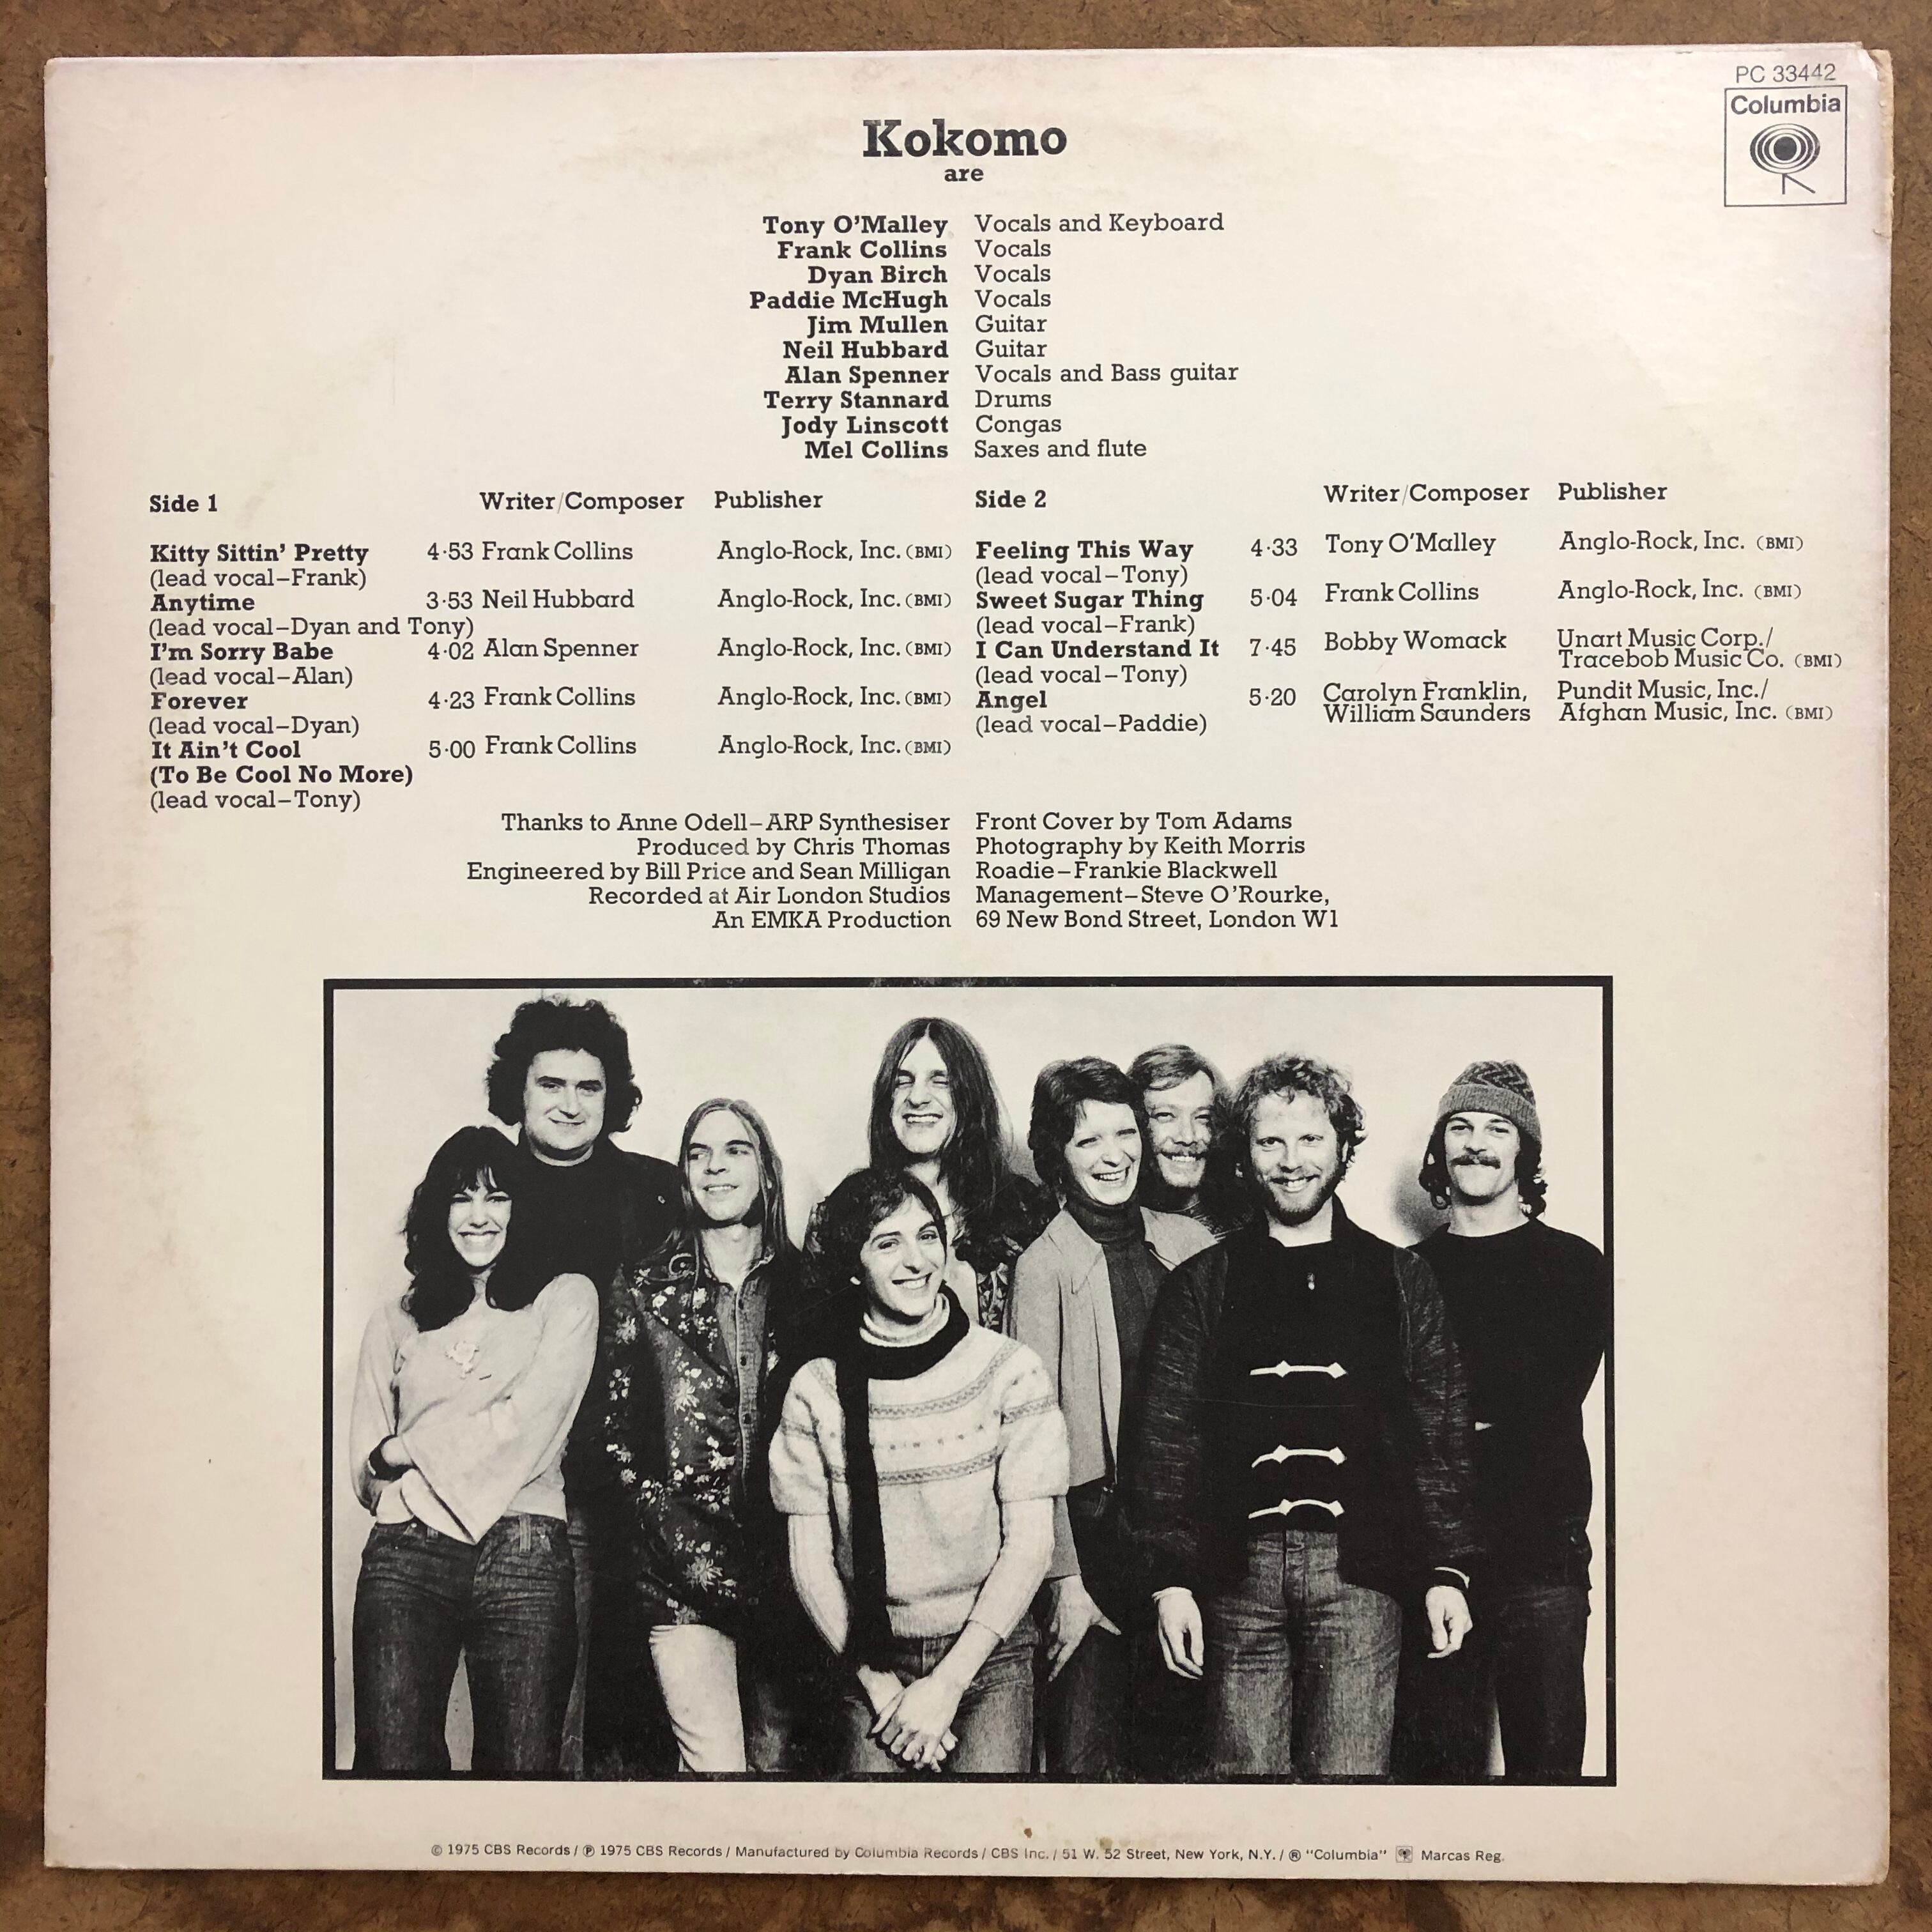 PC 33442
Columbia
Kokomo
are
Tony O'Malley Vocals and Keyboard
Frank Collins Vocals
Dyan Birch Vocals
Paddie McHugh Vocals
Jim Mullen Guitar
Neil Hubbard Guitar
Alan Spenner Vocals and Bass guitar
Terry Stannard Drums
Jody Linscott Congas
Mel Collins Saxes and flute
Side 1 Writer/Composer Publisher
Kitty Sittin' Pretty 4·53 Frank Collins Anglo-Rock, Inc. (BMI)
(lead vocal–Frank)
Anytime 3·53 Neil Hubbard Anglo-Rock, Inc. (BMI)
(lead vocal–Dyan and Tony)
I'm Sorry Babe 4·02 Alan Spenner Anglo-Rock, Inc. (BMI)
(lead vocal–Alan)
Forever 4·23 Frank Collins Anglo-Rock, Inc. (BMI)
(lead vocal–Dyan)
It Ain't Cool 5·00 Frank Collins Anglo-Rock, Inc. (BMI)
(To Be Cool No More)
(lead vocal–Tony)
Side 2 Writer/Composer Publisher
Feeling This Way 4·33 Tony O'Malley Anglo-Rock, Inc. (BMI)
(lead vocal–Tony)
Sweet Sugar Thing 5·04 Frank Collins Anglo-Rock, Inc. (BMI)
(lead vocal–Frank)
I Can Understand It 7·45 Bobby Womack Unart Music Corp./
Tracebob Music Co. (BMI)
(lead vocal–Tony)
Angel 5·20 Carolyn Franklin, Pundit Music, Inc./
William Saunders Afghan Music, Inc. (BMI)
(lead vocal–Paddie)
Thanks to Anne Odell–ARP Synthesiser
Produced by Chris Thomas
Engineered by Bill Price and Sean Milligan
Recorded at Air London Studios
An EMKA Production
Front Cover by Tom Adams
Photography by Keith Morris
Roadie–Frankie Blackwell
Management–Steve O'Rourke,
69 New Bond Street, London W1
© 1975 CBS Records / ℗ 1975 CBS Records / Manufactured by Columbia Records / CBS Inc. / 51 W. 52 Street, New York, N.Y. / ® "Columbia" Marcas Reg.